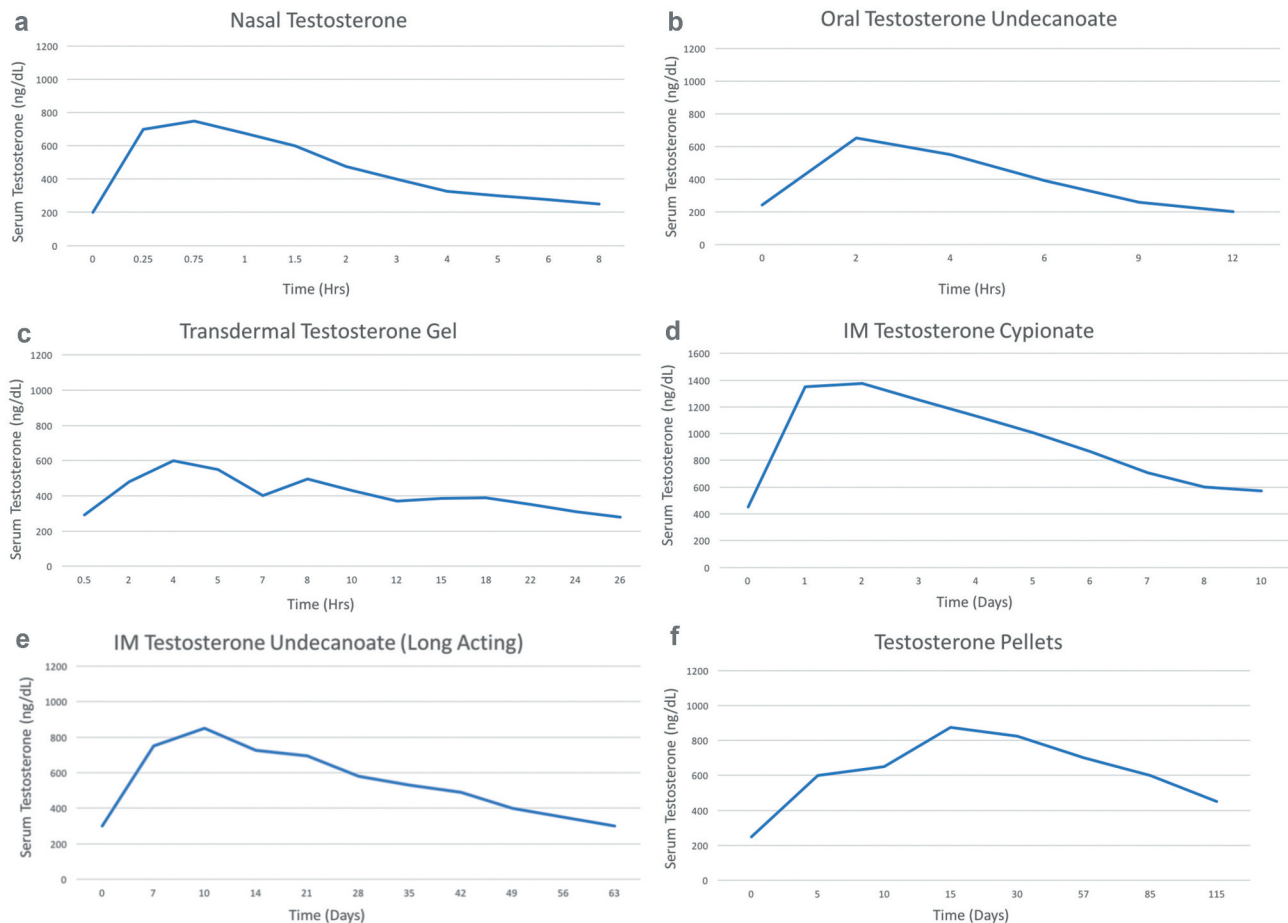 a
Nasal Testosterone
Serum Testosterone (ng/dL)
1200
1000
800
600
400
200
0
0 0.25 0.75 1 1.5 2 3 4 5 6 8
Time (Hrs)
b
Oral Testosterone Undecanoate
Serum Testosterone (ng/dL)
1200
1000
800
600
400
200
0
0 2 4 6 9 12
Time (Hrs)
c
Transdermal Testosterone Gel
Serum Testosterone (ng/dL)
1200
1000
800
600
400
200
0
0.5 2 4 5 7 8 10 12 15 18 22 24 26
Time (Hrs)
d
IM Testosterone Cypionate
Serum Testosterone (ng/dL)
1600
1400
1200
1000
800
600
400
200
0
0 1 2 3 4 5 6 7 8 10
Time (Days)
e
IM Testosterone Undecanoate (Long Acting)
Serum Testosterone (ng/dL)
1200
1000
800
600
400
200
0
0 7 10 14 21 28 35 42 49 56 63
Time (Days)
f
Testosterone Pellets
Serum Testosterone (ng/dL)
1200
1000
800
600
400
200
0
0 5 10 15 30 57 85 115
Time (Days)